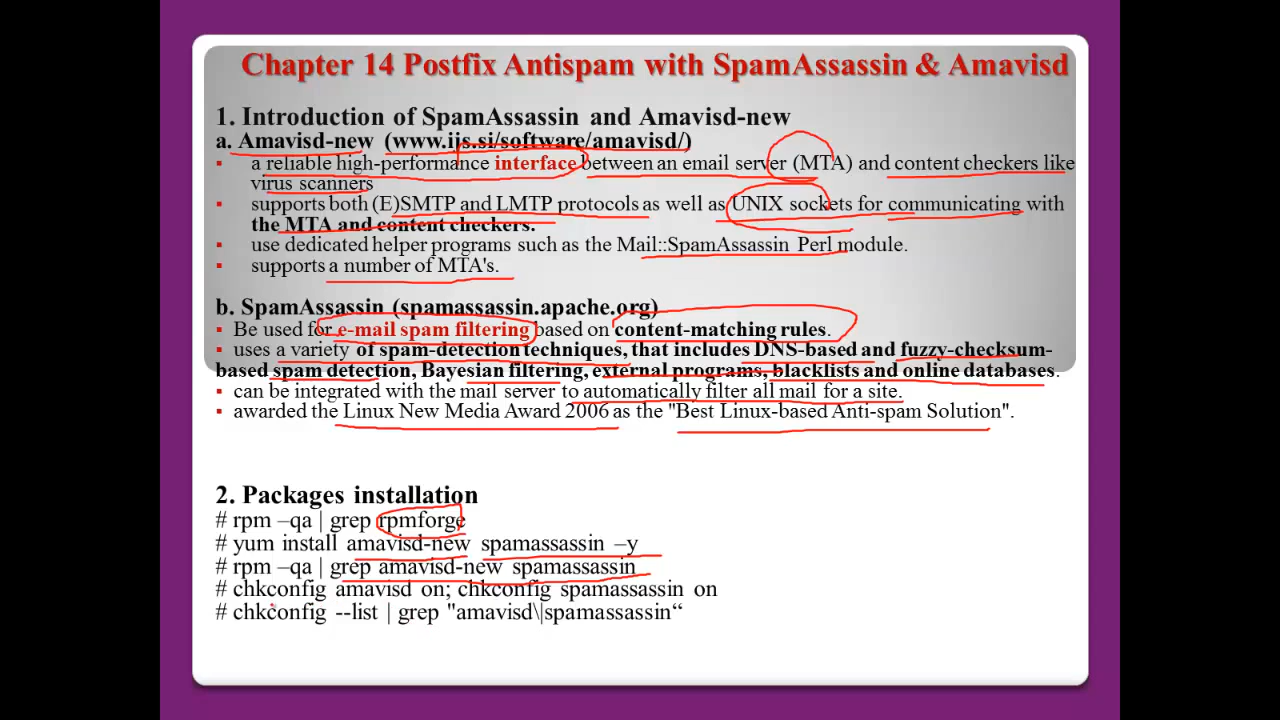 Chapter 14 Postfix Antispam with SpamAssassin & Amavisd
1. Introduction of SpamAssassin and Amavisd-new
a. Amavisd-new (www.ijs.si/software/amavisd/)
▪ a reliable high-performance interface between an email server (MTA) and content checkers like
virus scanners
▪ supports both (E)SMTP and LMTP protocols as well as UNIX sockets for communicating with
the MTA and content checkers.
▪ use dedicated helper programs such as the Mail::SpamAssassin Perl module.
▪ supports a number of MTA's.
b. SpamAssassin (spamassassin.apache.org)
▪ Be used for e-mail spam filtering based on content-matching rules.
▪ uses a variety of spam-detection techniques, that includes DNS-based and fuzzy-checksum-
based spam detection, Bayesian filtering, external programs, blacklists and online databases.
▪ can be integrated with the mail server to automatically filter all mail for a site.
▪ awarded the Linux New Media Award 2006 as the "Best Linux-based Anti-spam Solution".
2. Packages installation
# rpm –qa | grep rpmforge
# yum install amavisd-new spamassassin –y
# rpm –qa | grep amavisd-new spamassassin
# chkconfig amavisd on; chkconfig spamassassin on
# chkconfig --list | grep "amavisd\|spamassassin“